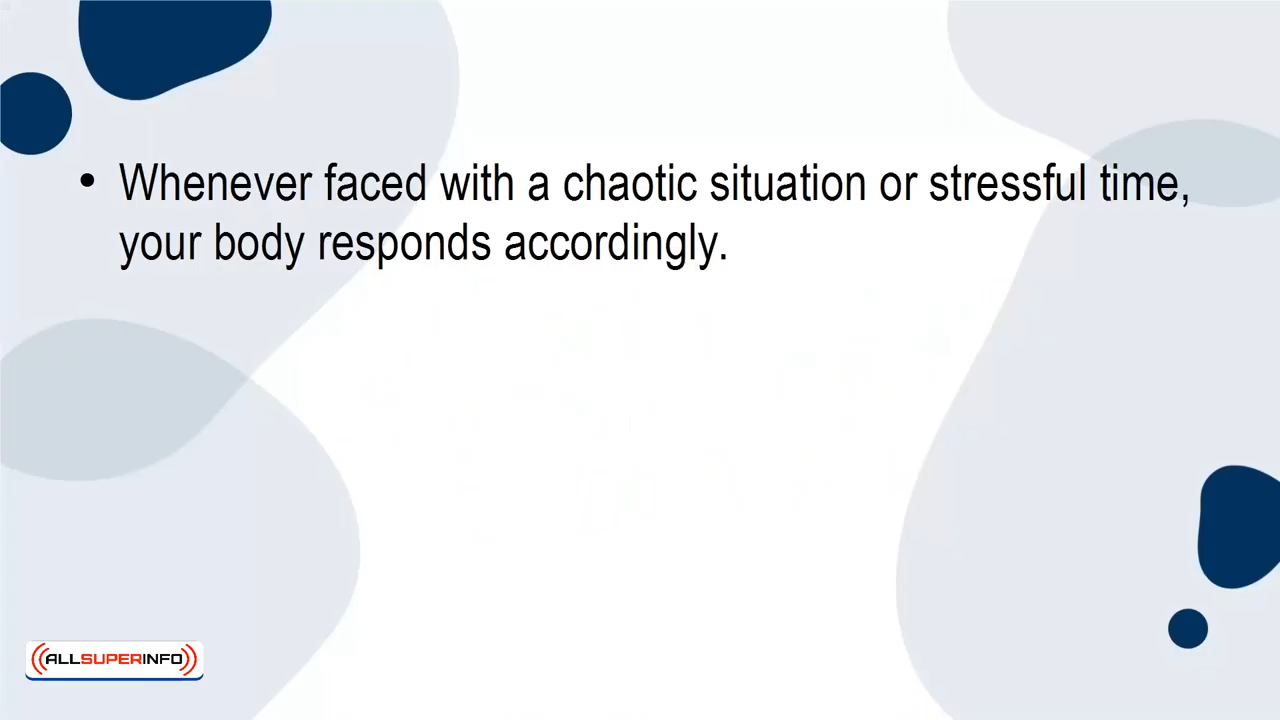 • Whenever faced with a chaotic situation or stressful time,
your body responds accordingly.
((ALLSUPERINFO))